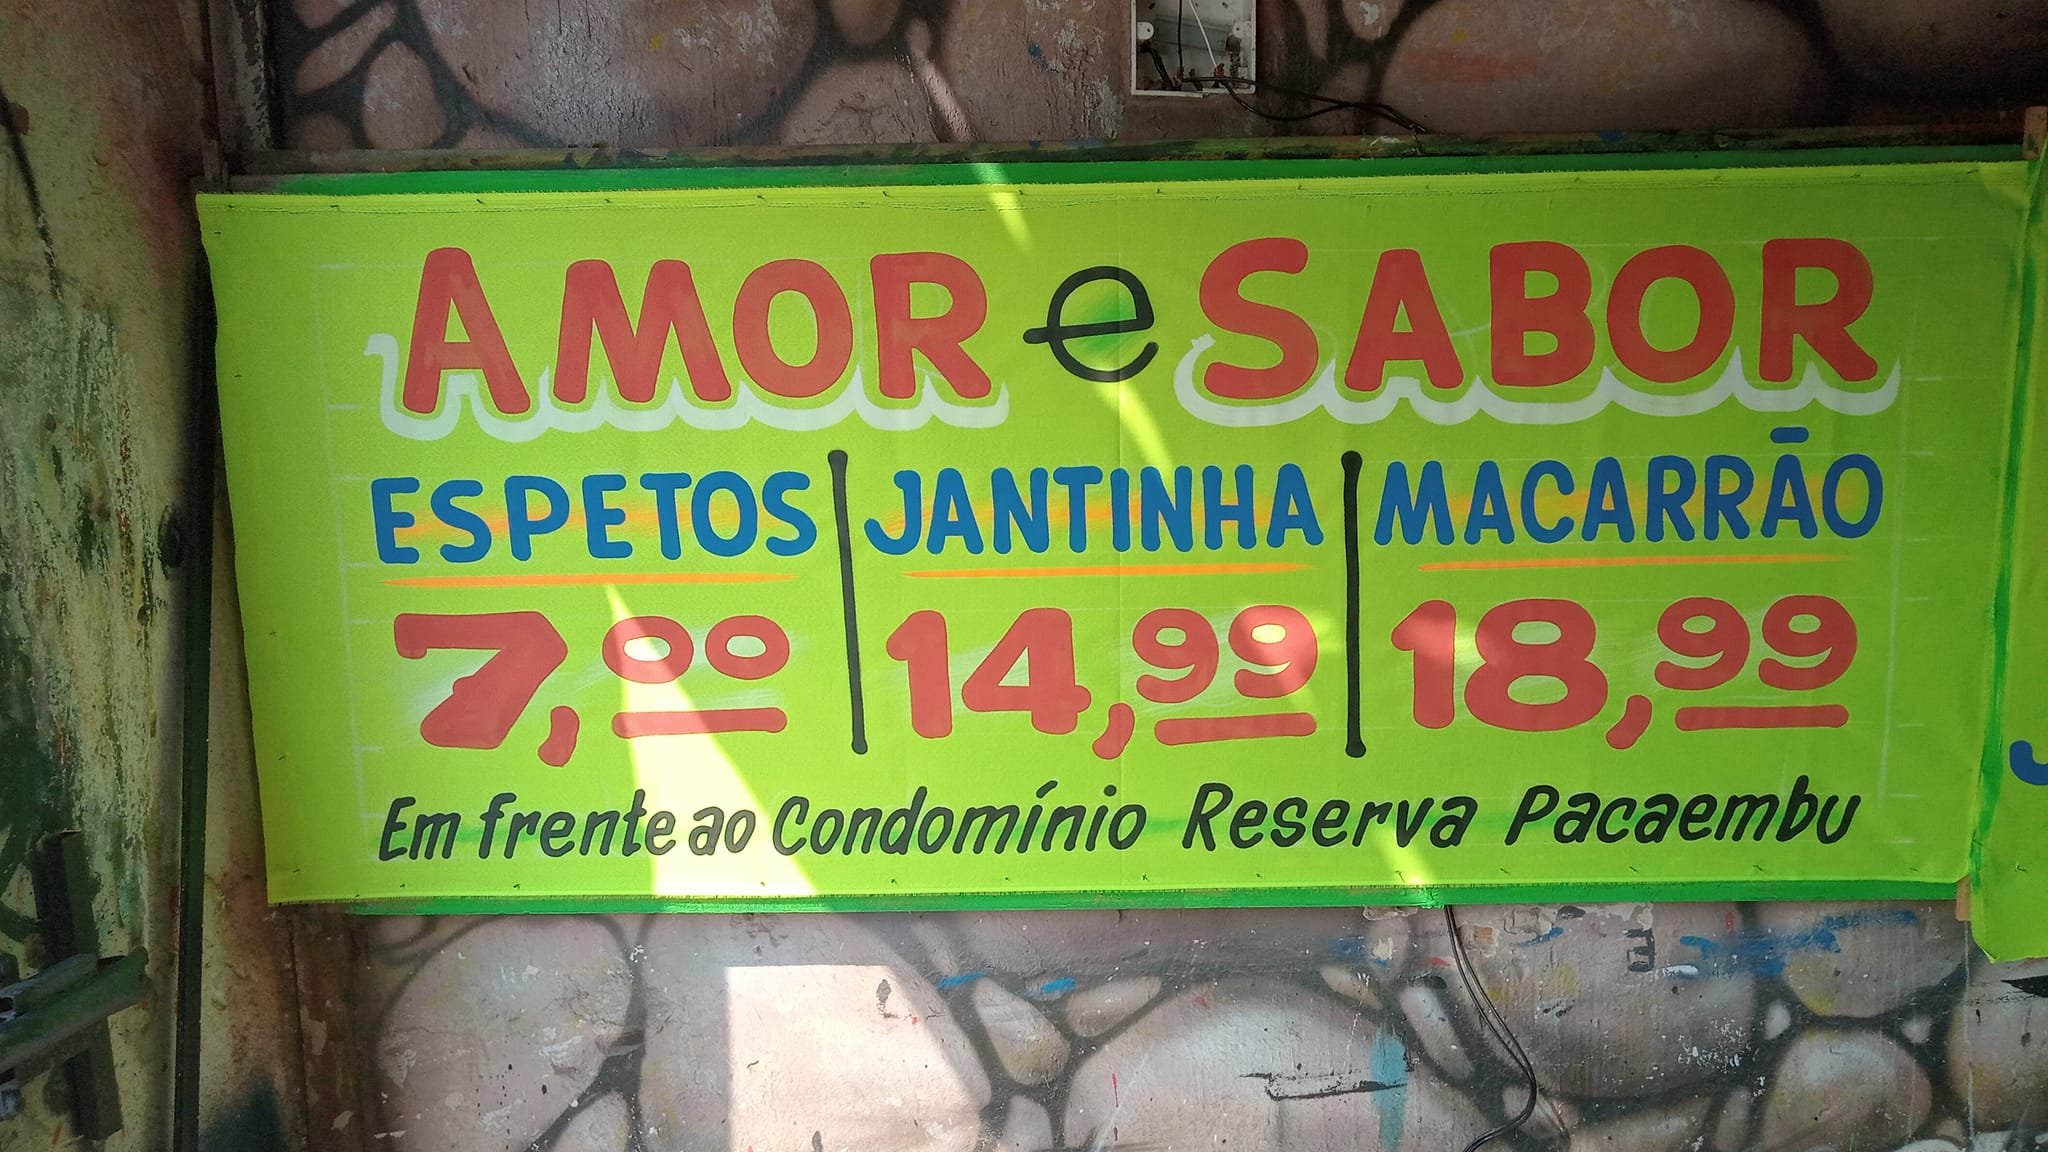 AMOR e SABOR
ESPETOS | JANTINHA | MACARRÃO
7,00 | 14,99 | 18,99
Em frente ao Condomínio Reserva Pacaembu